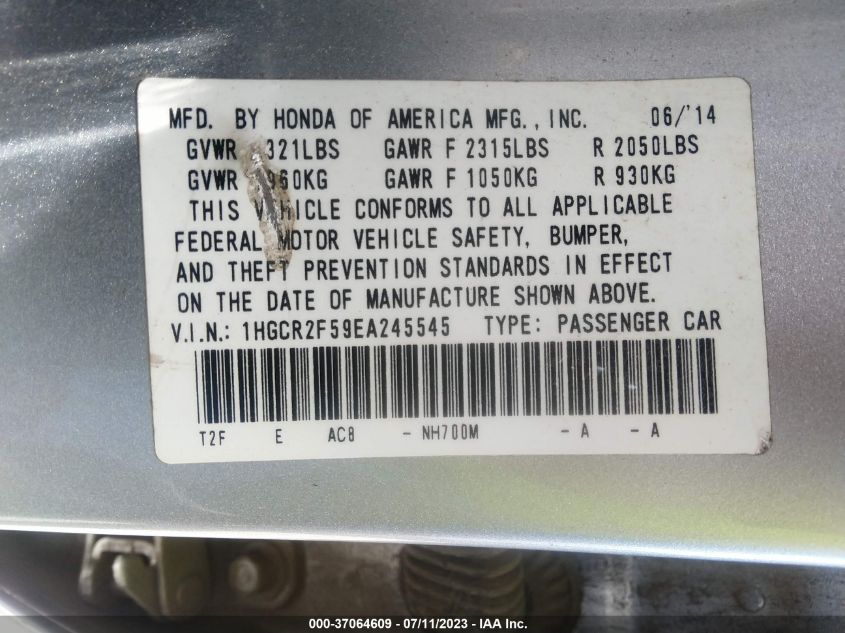 MFD. BY HONDA OF AMERICA MFG., INC. 06/'14
GVWR 321LBS GAWR F 2315LBS R 2050LBS
GVWR 960KG GAWR F 1050KG R 930KG
THIS VEHICLE CONFORMS TO ALL APPLICABLE
FEDERAL MOTOR VEHICLE SAFETY, BUMPER,
AND THEFT PREVENTION STANDARDS IN EFFECT
ON THE DATE OF MANUFACTURE SHOWN ABOVE.
V.I.N.: 1HGCR2F59EA245545 TYPE: PASSENGER CAR
T2F E AC8 - NH700M - A - A
000-37064609 - 07/11/2023 - IAA Inc.